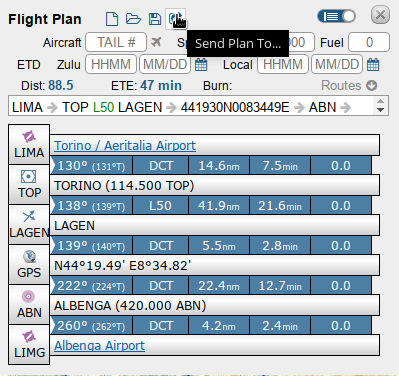 Flight Plan
Aircraft TAIL # 00 Fuel 0
Send Plan To...
ETD Zulu HHMM MM/DD Local HHMM MM/DD
Dist: 88.5 ETE: 47 min Burn: Routes
LIMA TOP L50 LAGEN 441930N0083449E ABN
LIMA
Torino / Aeritalia Airport
130° (131°T) DCT 14.6nm 7.5min 0.0
TOP
TORINO (114.500 TOP)
138° (139°T) L50 41.9nm 21.6min 0.0
LAGEN
LAGEN
139° (140°T) DCT 5.5nm 2.8min 0.0
GPS
N44°19.49' E8°34.82'
222° (224°T) DCT 22.4nm 12.7min 0.0
ABN
ALBENGA (420.000 ABN)
260° (262°T) DCT 4.2nm 2.4min 0.0
LIMG
Albenga Airport